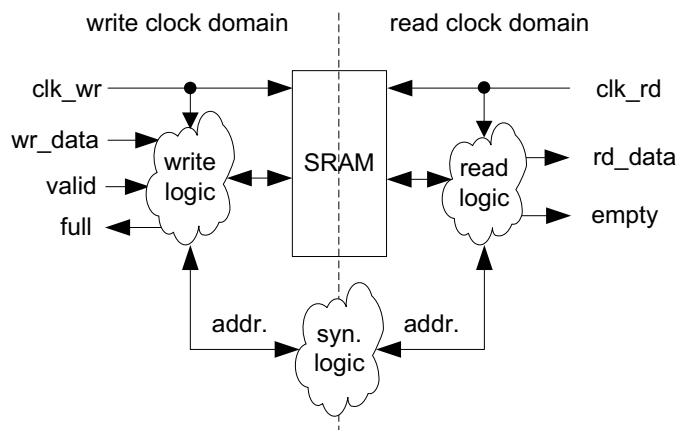 write clock domain
read clock domain
clk_wr
clk_rd
wr_data
write
logic
SRAM
read
logic
rd_data
valid
full
empty
addr.
syn.
logic
addr.